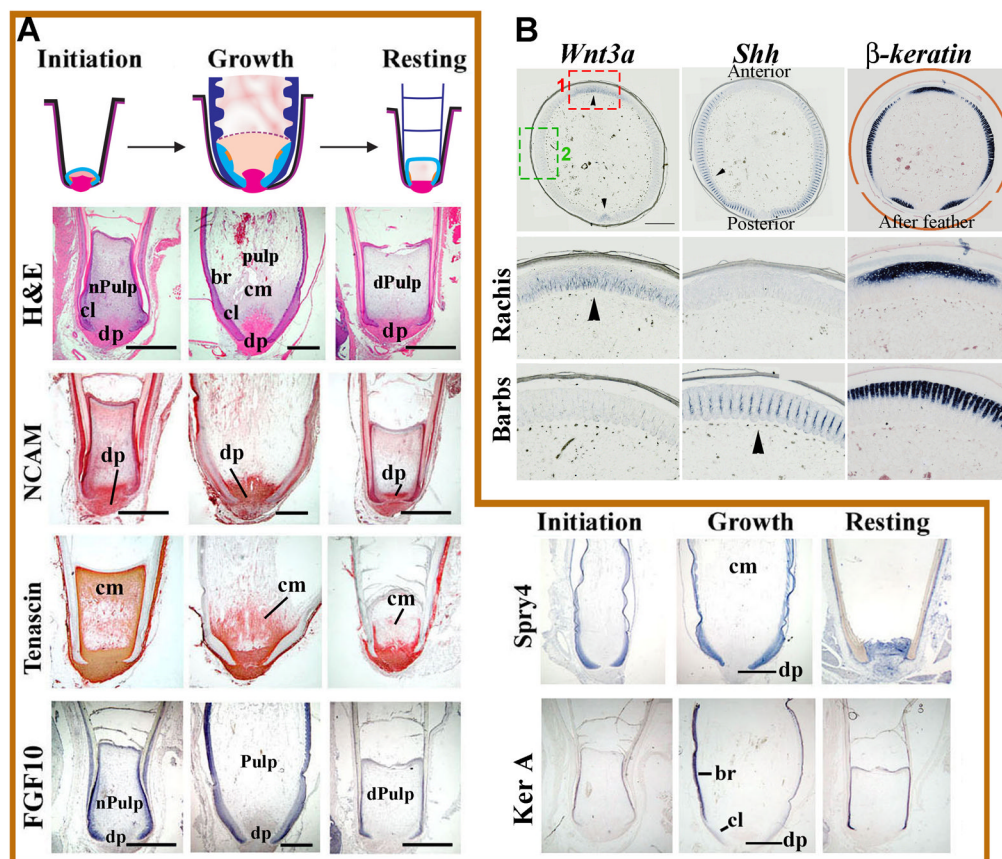 A
Initiation
Growth
Resting
H&E
nPulp
cl
dp
br
pulp
cm
cl
dp
dPulp
dp
NCAM
dp
dp
dp
Tenascin
cm
cm
cm
FGF10
nPulp
dp
Pulp
dp
dPulp
B
Wnt3a
Shh
β-keratin
1
2
Anterior
Posterior
After feather
Rachis
Barbs
Initiation
Growth
Resting
Spry4
cm
dp
Ker A
br
cl
dp